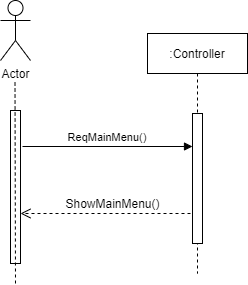 Actor
:Controller
ReqMainMenu()
ShowMainMenu()